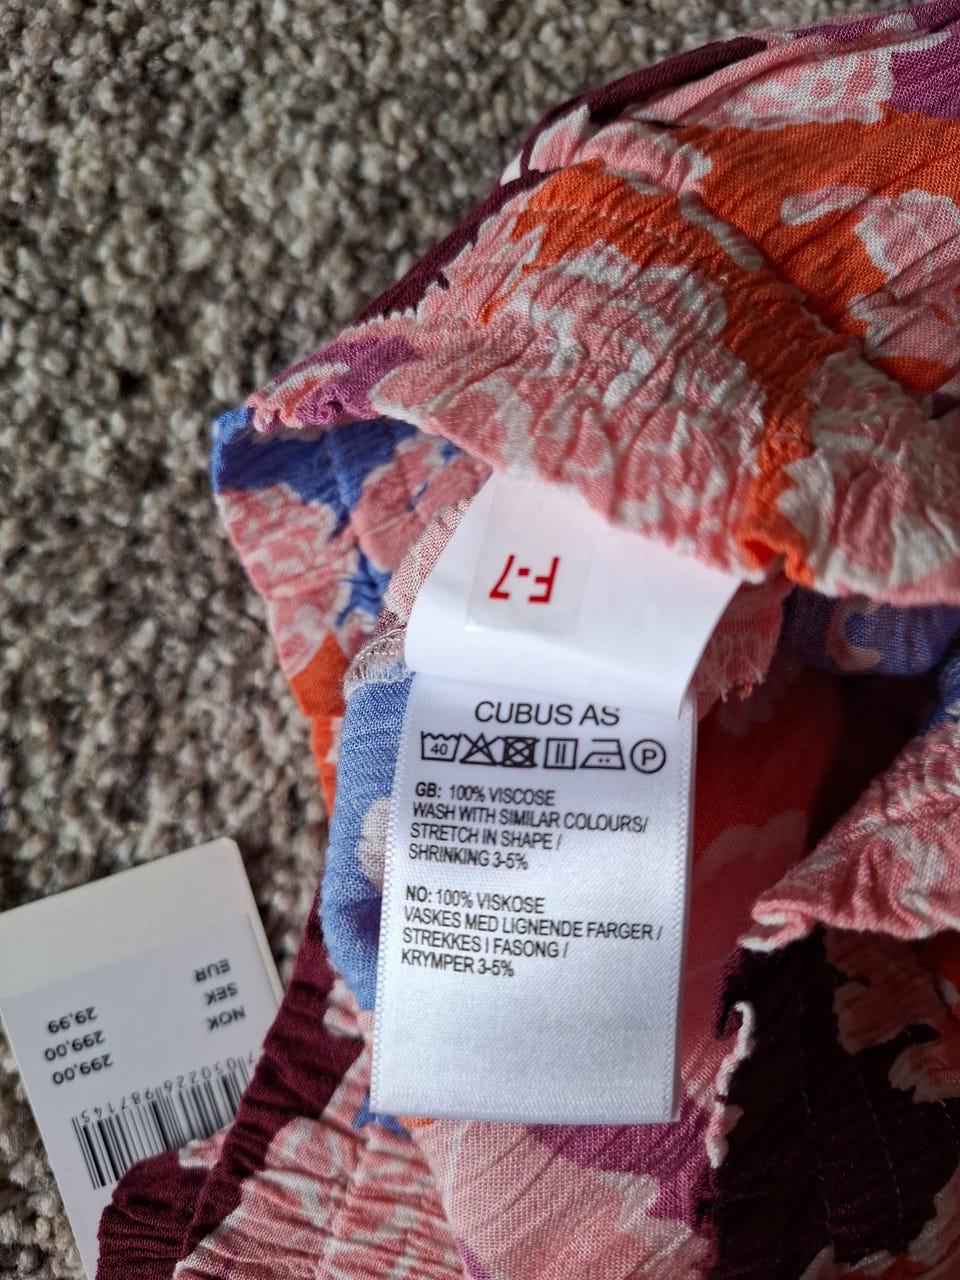 F-7
CUBUS AS
40 P
GB: 100% VISCOSE
WASH WITH SIMILAR COLOURS/
STRETCH IN SHAPE /
SHRINKING 3-5%
NO: 100% VISKOSE
VASKES MED LIGNENDE FARGER /
STREKKES I FASONG /
KRYMPER 3-5%
7050226987145
NOK 299,00
SEK 299,00
EUR 29,99